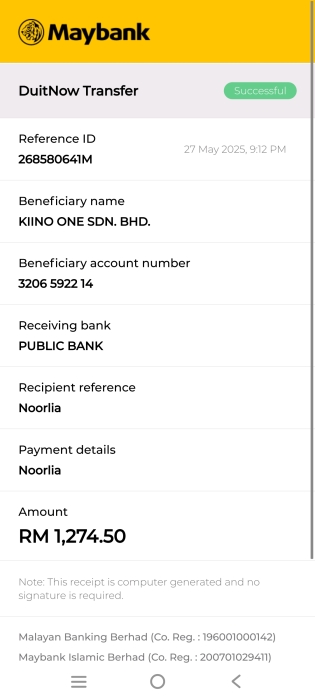 Maybank
DuitNow Transfer
Successful
Reference ID
268580641M
27 May 2025, 9:12 PM
Beneficiary name
KIINO ONE SDN. BHD.
Beneficiary account number
3206 5922 14
Receiving bank
PUBLIC BANK
Recipient reference
Noorlia
Payment details
Noorlia
Amount
RM 1,274.50
Note: This receipt is computer generated and no
signature is required.
Malayan Banking Berhad (Co. Reg. : 196001000142)
Maybank Islamic Berhad (Co. Reg. : 200701029411)